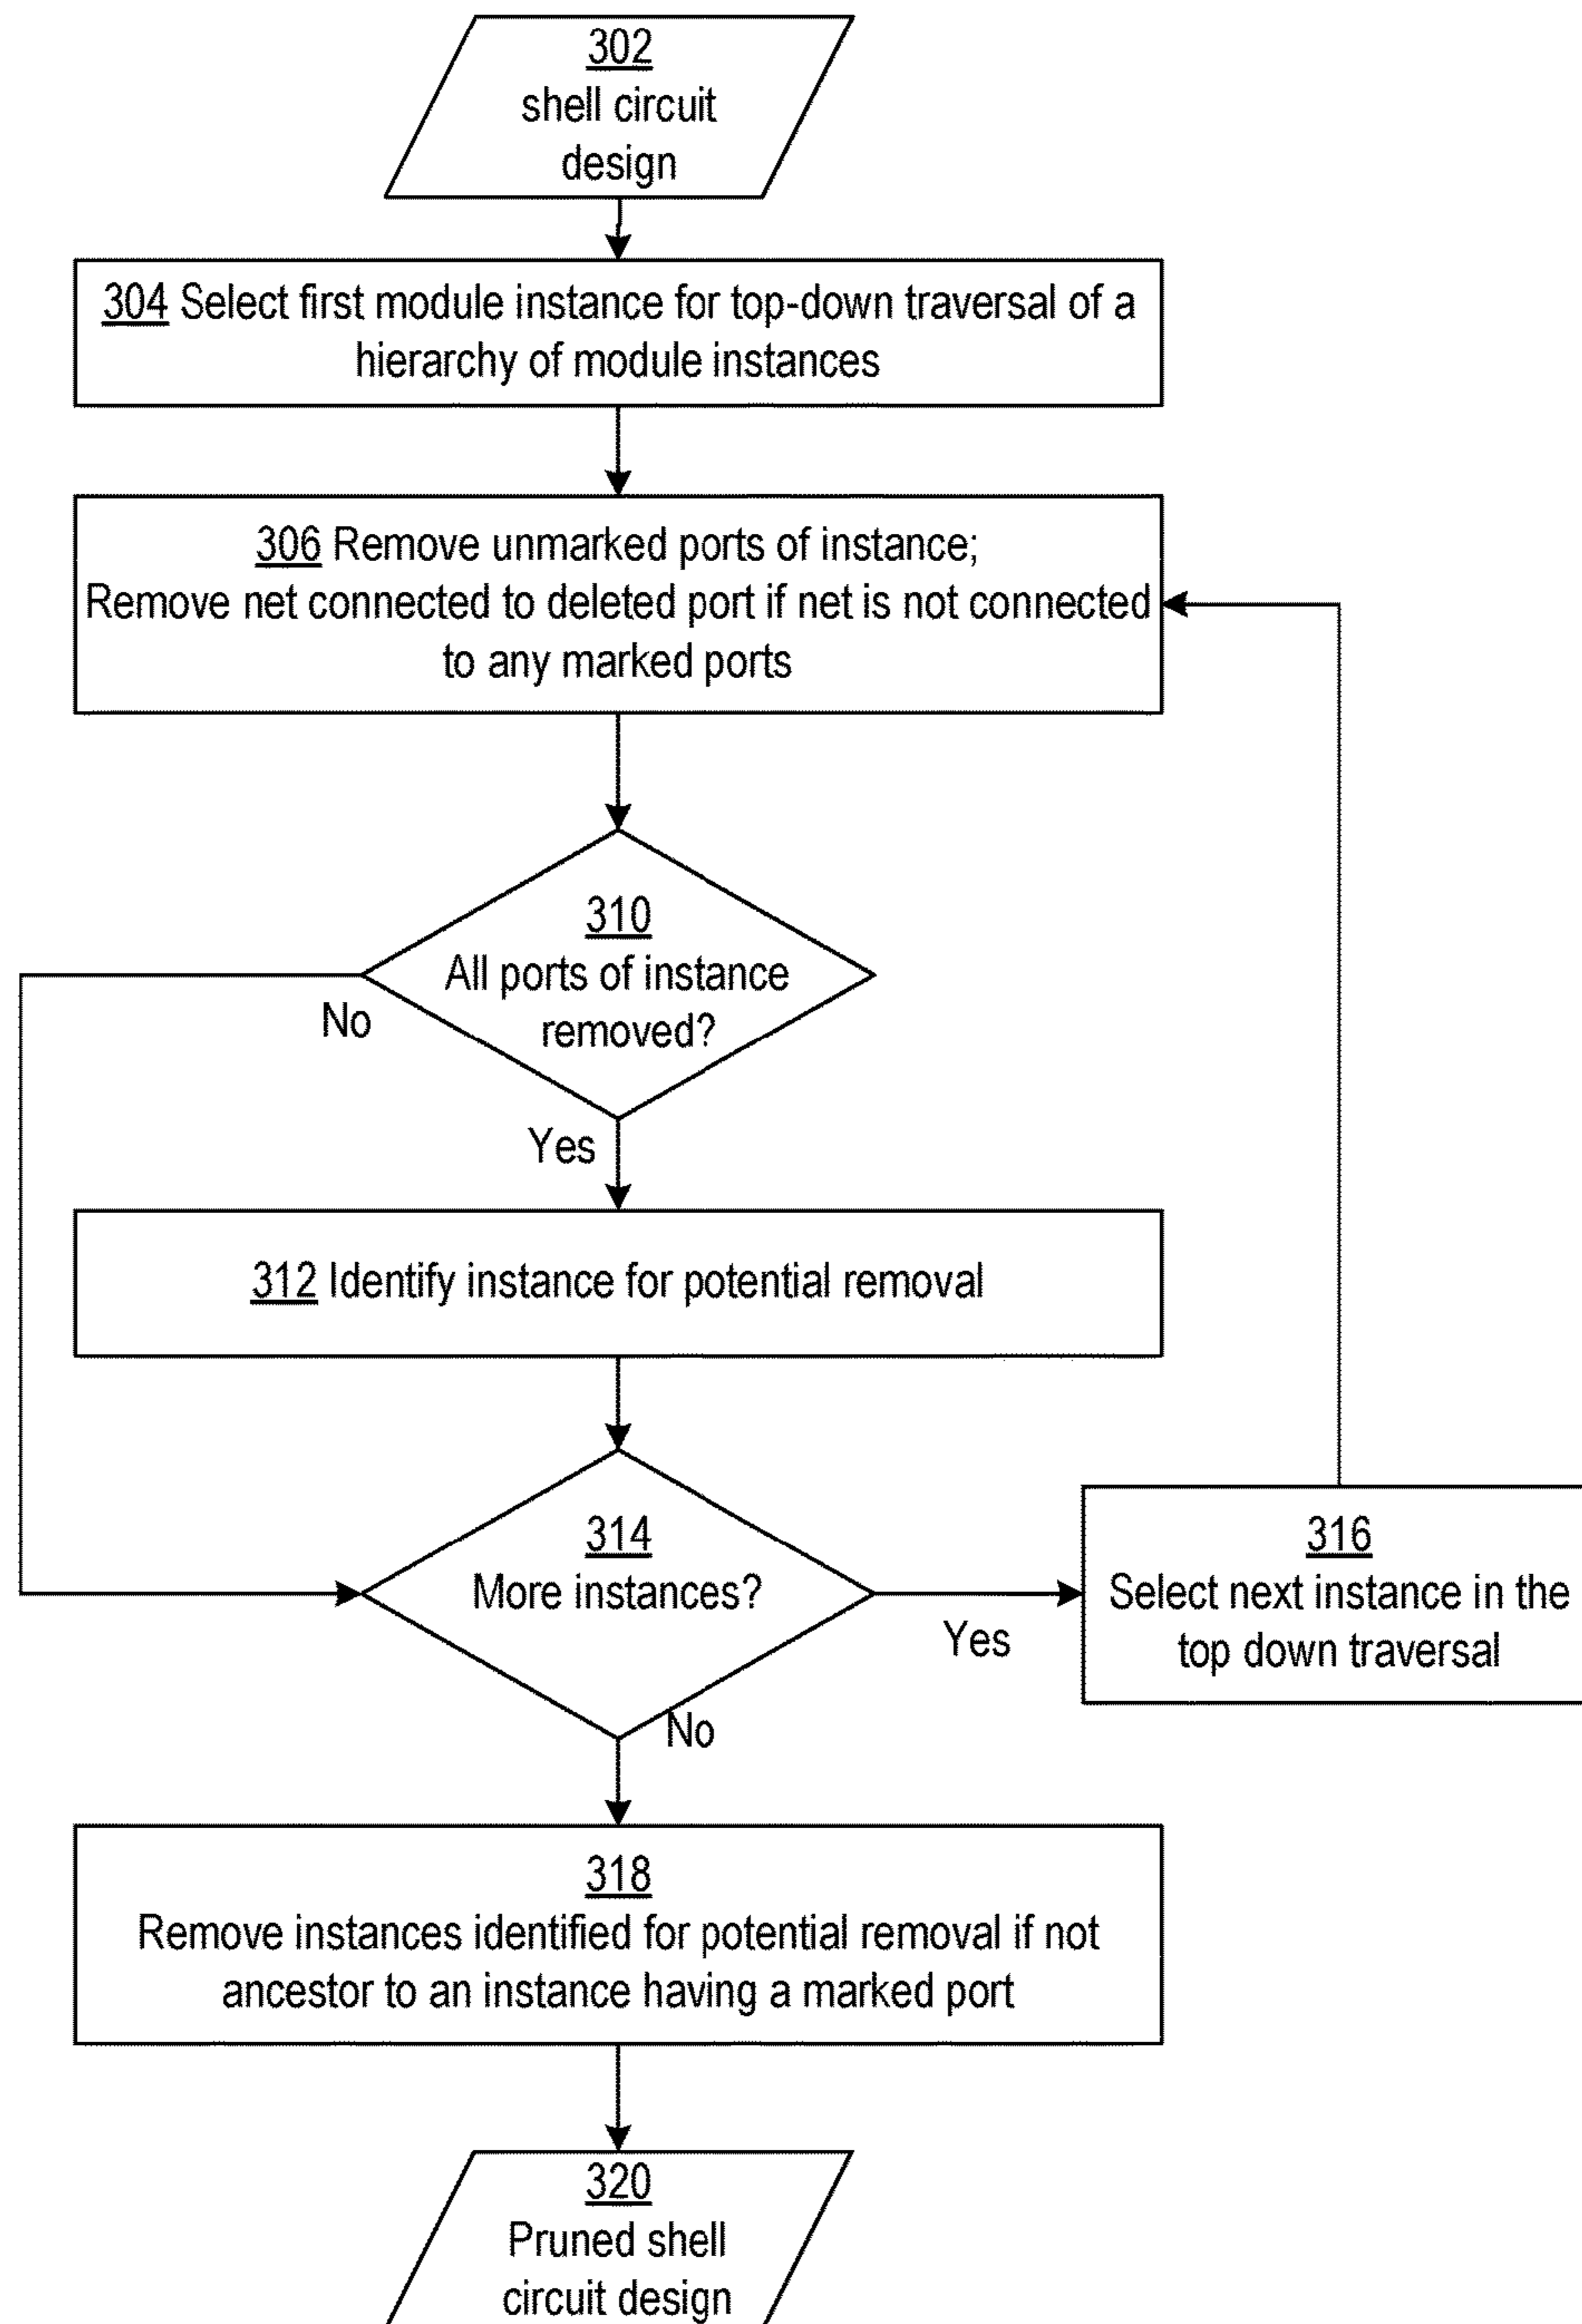 302
shell circuit
design
304 Select first module instance for top-down traversal of a
hierarchy of module instances
306 Remove unmarked ports of instance;
Remove net connected to deleted port if net is not connected
to any marked ports
310
All ports of instance
removed?
No
Yes
312 Identify instance for potential removal
314
More instances?
Yes
316
Select next instance in the
top down traversal
No
318
Remove instances identified for potential removal if not
ancestor to an instance having a marked port
320
Pruned shell
circuit design